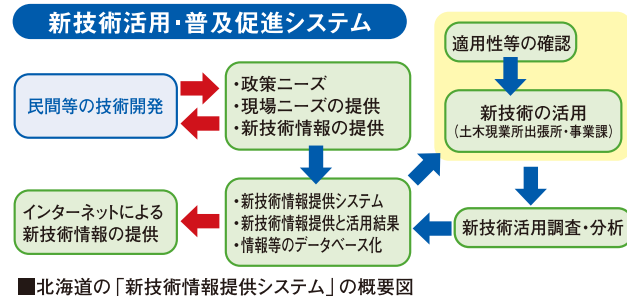 新技術活用・普及促進システム
民間等の技術開発
・政策ニーズ
・現場ニーズの提供
・新技術情報の提供
適用性等の確認
新技術の活用
（土木現業所出張所・事業課）
インターネットによる
新技術情報の提供
・新技術情報提供システム
・新技術情報提供と活用結果
・情報等のデータベース化
新技術活用調査・分析
■北海道の「新技術情報提供システム」の概要図